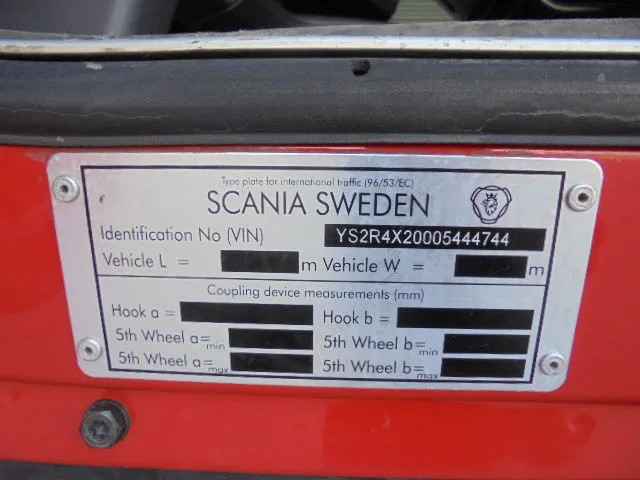 Type plate for international traffic (96/53/EC)
SCANIA SWEDEN
Identification No (VIN) YS2R4X20005444744
Vehicle L = m Vehicle W = m
Coupling device measurements (mm)
Hook a = Hook b =
5th Wheel a= min 5th Wheel b= min
5th Wheel a= max 5th Wheel b= max